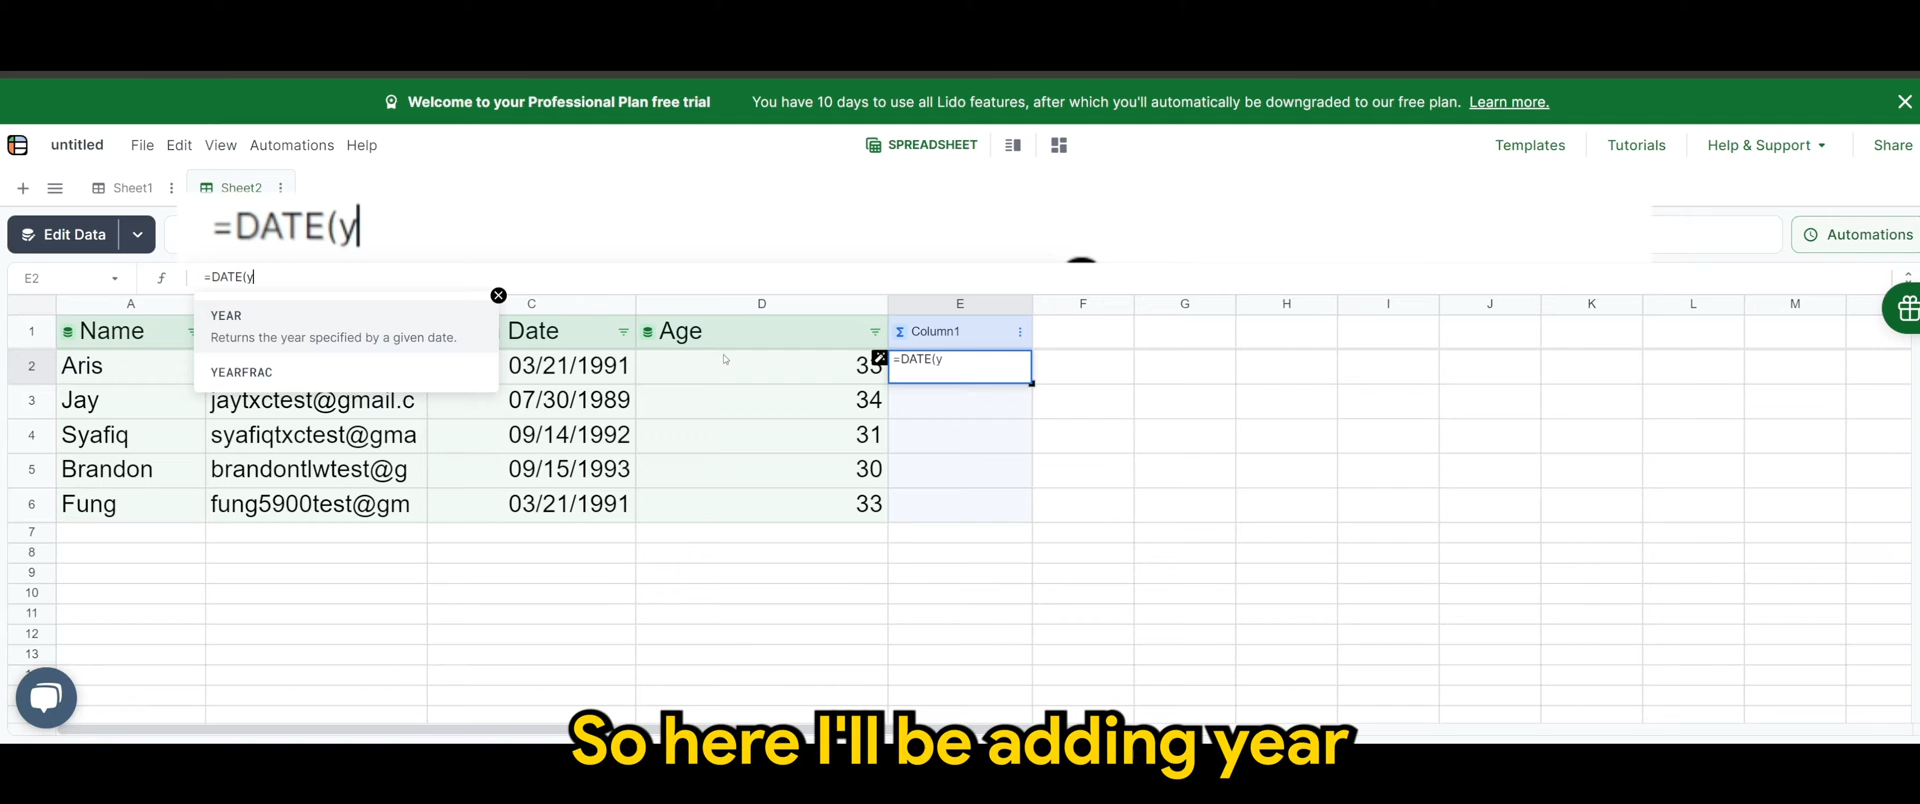 Welcome to your Professional Plan free trial You have 10 days to use all Lido features, after which you'll automatically be downgraded to our free plan. Learn more.
untitled File Edit View Automations Help SPREADSHEET Templates Tutorials Help & Support Share
Sheet1 Sheet2
=DATE(y
Edit Data Automations
E2 =DATE(y
A C D E F G H I J K L M
YEAR
Returns the year specified by a given date.
YEARFRAC
1 Name Date Age Column1
2 Aris 03/21/1991 33 =DATE(y
3 Jay jaytxctest@gmail.c 07/30/1989 34
4 Syafiq syafiqtxctest@gma 09/14/1992 31
5 Brandon brandontlwtest@g 09/15/1993 30
6 Fung fung5900test@gm 03/21/1991 33
7
8
9
10
11
12
13
So here I'll be adding year